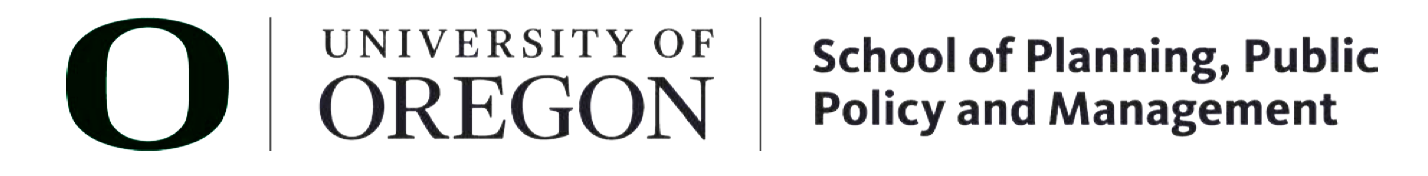 O
UNIVERSITY OF
OREGON
School of Planning, Public
Policy and Management